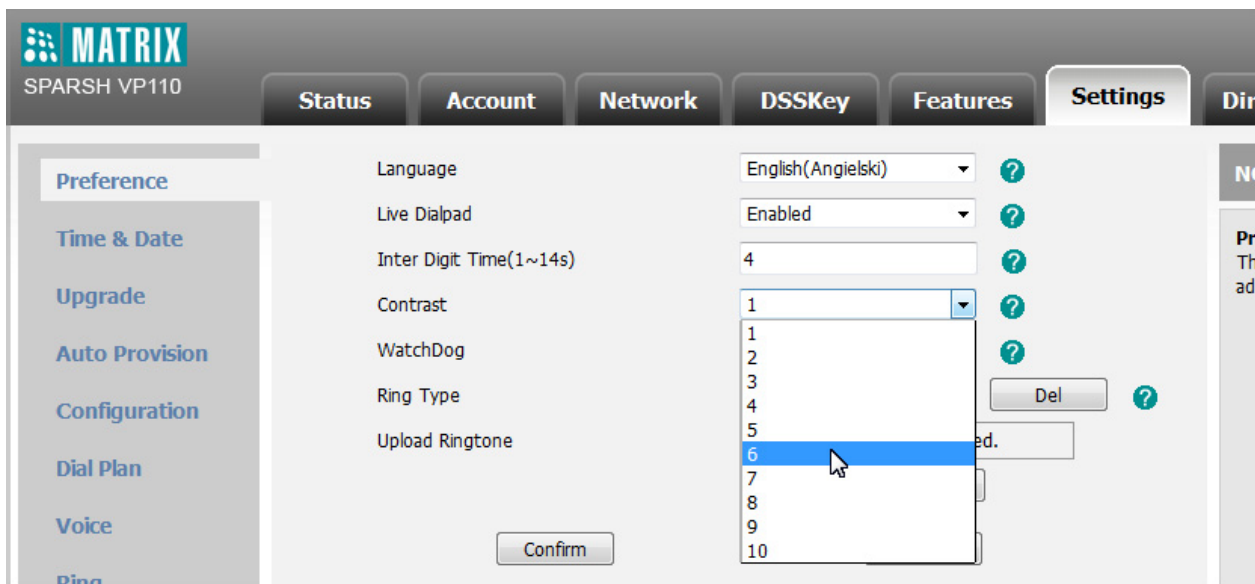 MATRIX
SPARSH VP110
Status Account Network DSSKey Features Settings
Preference
Time & Date
Upgrade
Auto Provision
Configuration
Dial Plan
Voice
Language English(Angielski) ?
Live Dialpad Enabled ?
Inter Digit Time(1~14s) 4 ?
Contrast 1 ?
1
2
3
4
5
6
7
8
9
10
WatchDog ?
Ring Type Del ?
Upload Ringtone
Confirm